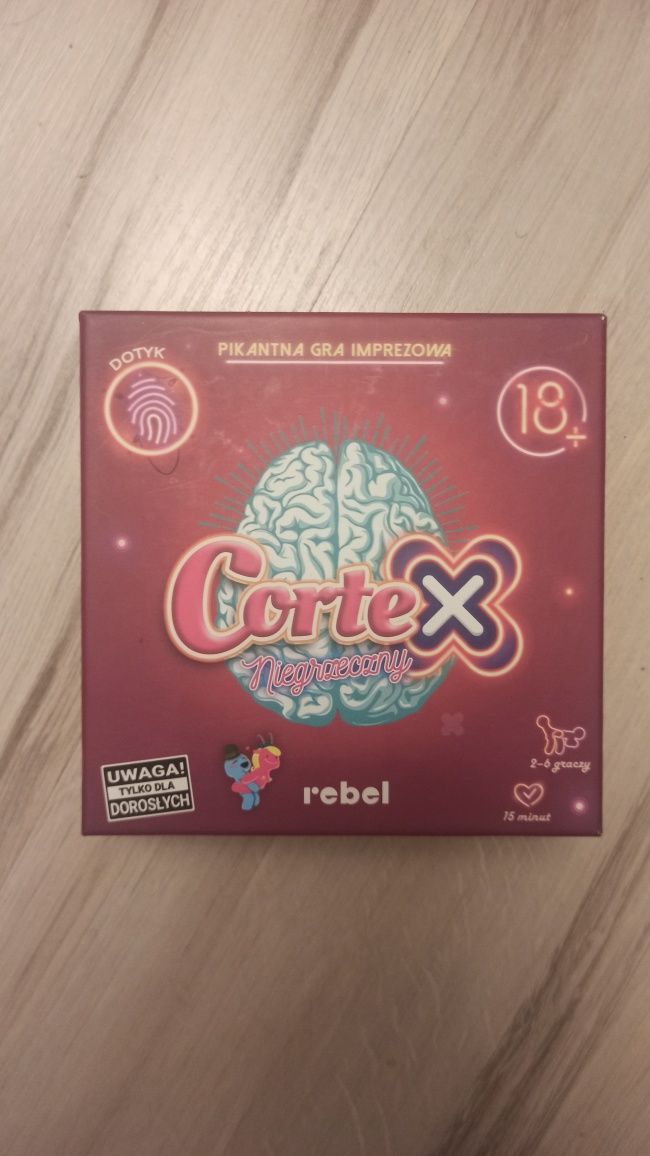 DOTYK
PIKANTNA GRA IMPREZOWA
18+
CorteX
Niegrzeczny
UWAGA!
TYLKO DLA
DOROSŁYCH
rebel
2-6 graczy
15 minut